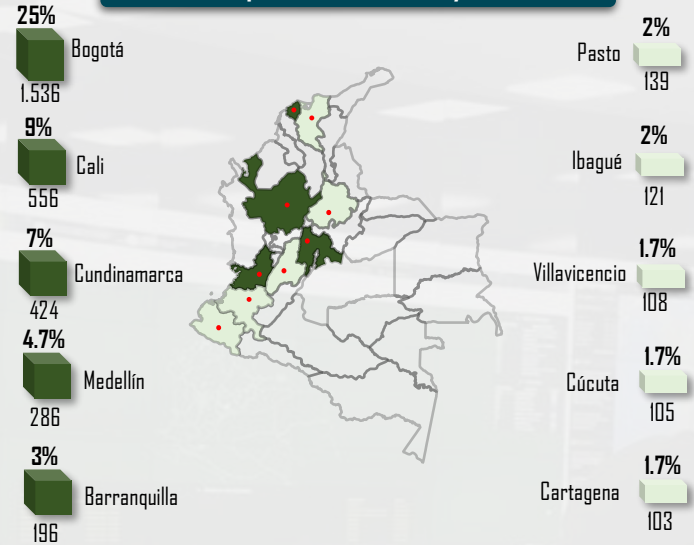 25%
Bogotá
1.536
9%
Cali
556
7%
Cundinamarca
424
4.7%
Medellín
286
3%
Barranquilla
196
2%
Pasto
139
2%
Ibagué
121
1.7%
Villavicencio
108
1.7%
Cúcuta
105
1.7%
Cartagena
103